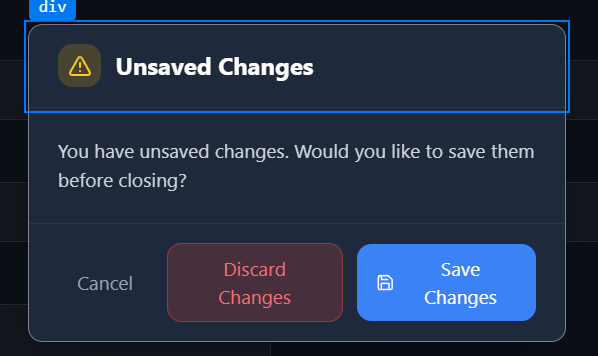 div
Unsaved Changes
You have unsaved changes. Would you like to save them
before closing?
Cancel
Discard
Changes
Save
Changes